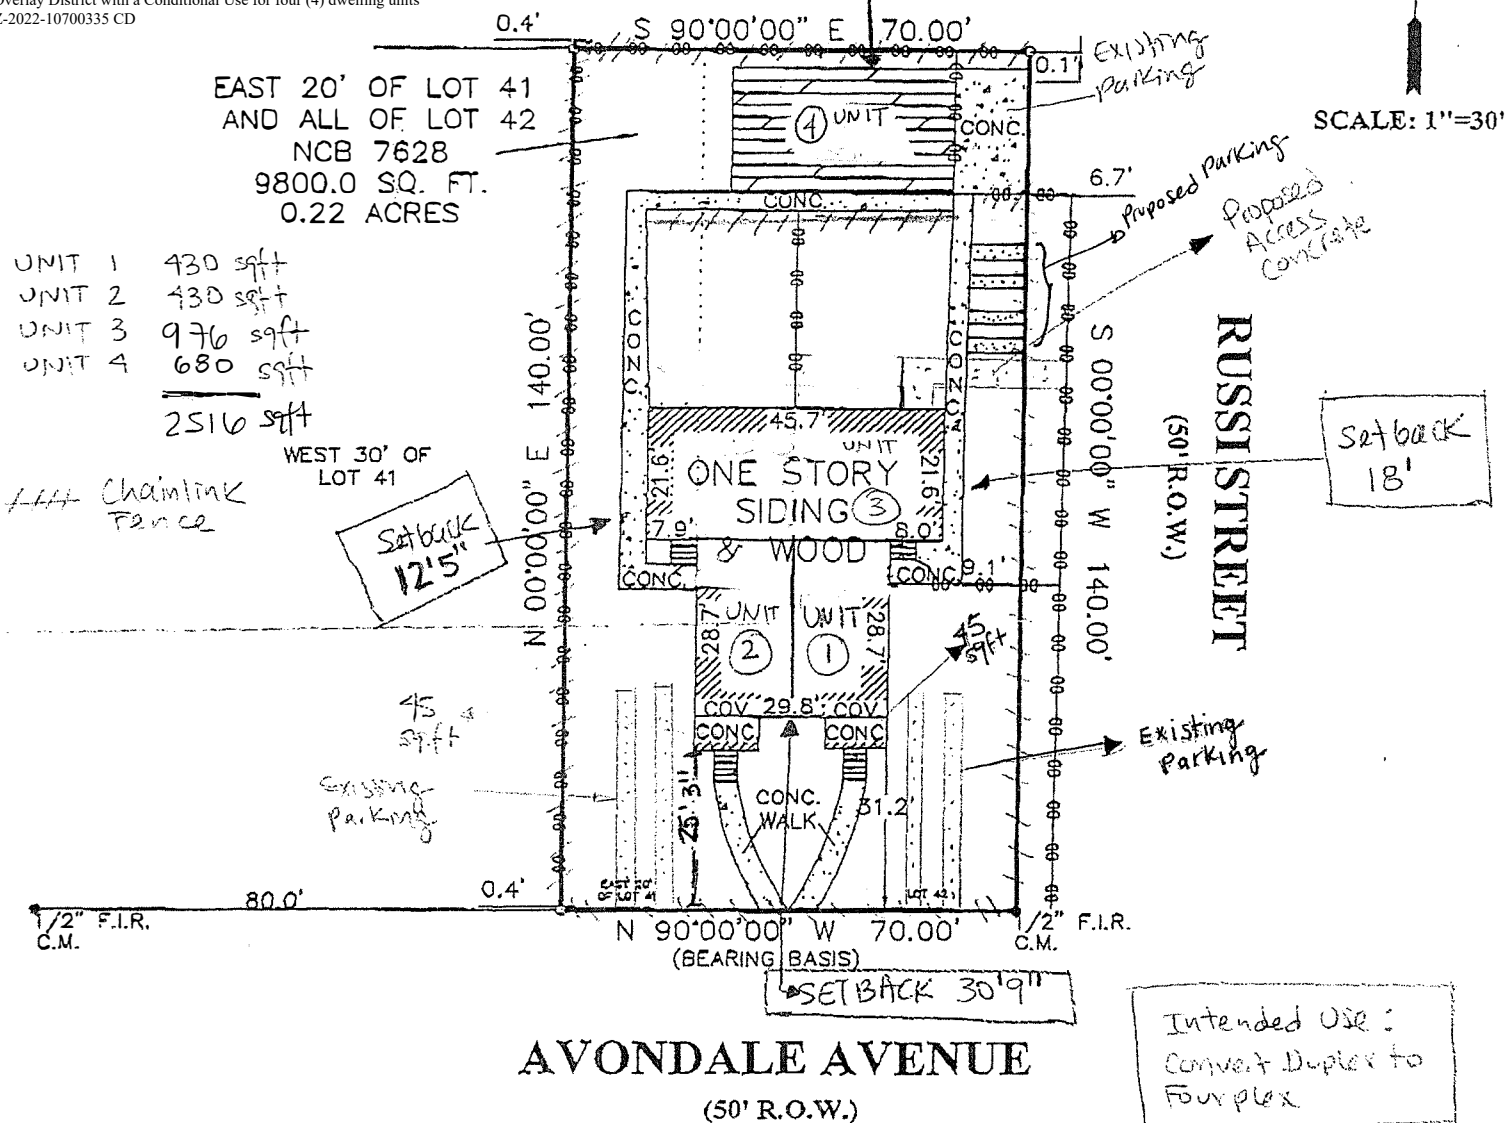 Overlay District with a Conditional Use for four (4) dwelling units
Z-2022-10700335 CD
0.4'
S 90°00'00" E 70.00'
0.1'
Existing
Parking
SCALE: 1"=30'
EAST 20' OF LOT 41
AND ALL OF LOT 42
NCB 7628
9800.0 SQ. FT.
0.22 ACRES
4 UNIT
CONC.
6.7'
Proposed Parking
Proposed
Access
Concrete
CONC.
UNIT 1 430 sqft
UNIT 2 430 sqft
UNIT 3 976 sqft
UNIT 4 680 sqft
2516 sqft
WEST 30' OF
LOT 41
Chainlink
Fence
Setback
12'5"
N 00°00'00" E 140.00'
CONC.
CONC.
45.7'
UNIT
ONE STORY
SIDING 3
& WOOD
21.6'
21.6'
8.0'
CONC.
CONC.
9.1'
S 00°00'00" W 140.00'
RUSSI STREET
(50' R.O.W.)
Setback
18'
28.7'
UNIT
2
UNIT
1
28.7'
45
sqft
COV 29.8' COV
CONC
CONC
45
sq.ft
Existing
Parking
Existing
Parking
25' 3"
CONC.
WALK
31.2'
LOT 42
80.0'
0.4'
1/2" F.I.R.
C.M.
N 90°00'00" W 70.00'
(BEARING BASIS)
1/2" F.I.R.
C.M.
SETBACK 30'9"
AVONDALE AVENUE
(50' R.O.W.)
Intended Use:
Convert Duplex to
Fourplex